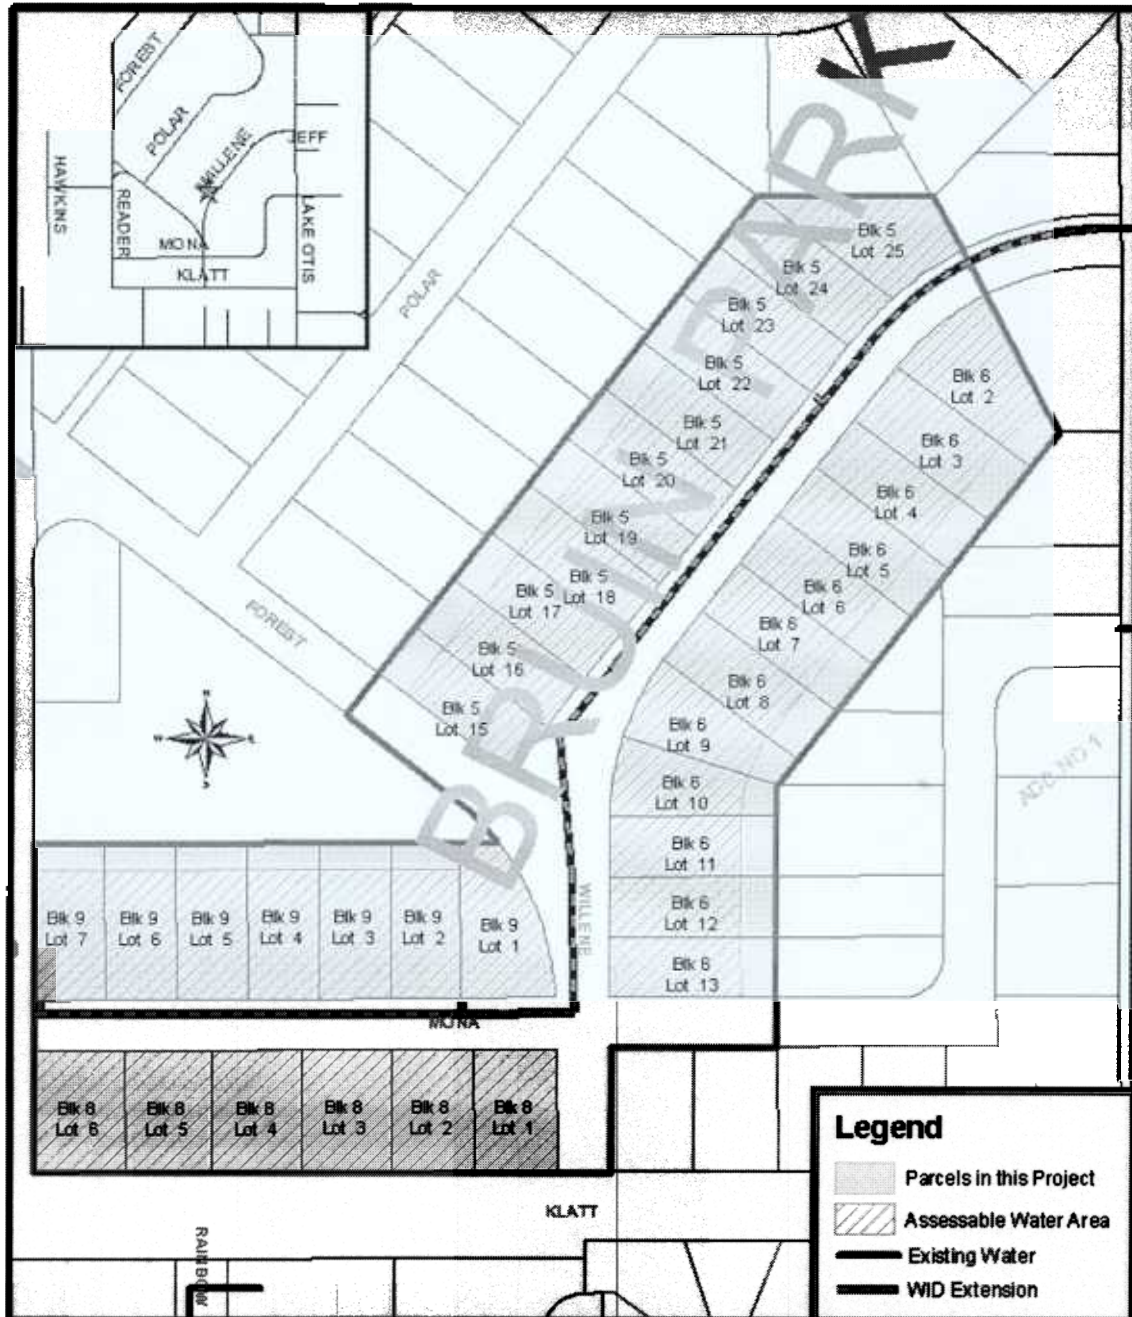 FOREST
POLAR
WILLENE
JEFF
HAWKINS
READER
LAKE OTIS
MONA
KLATT
POLAR
BRUIN PARK
Blk 5
Lot 25
Blk 5
Lot 24
Blk 5
Lot 23
Blk 5
Lot 22
Blk 5
Lot 21
Blk 5
Lot 20
Blk 5
Lot 19
Blk 5
Lot 18
Blk 5
Lot 17
Blk 5
Lot 16
Blk 5
Lot 15
Blk 6
Lot 2
Blk 6
Lot 3
Blk 6
Lot 4
Blk 6
Lot 5
Blk 6
Lot 6
Blk 6
Lot 7
Blk 6
Lot 8
Blk 6
Lot 9
Blk 6
Lot 10
Blk 6
Lot 11
Blk 6
Lot 12
Blk 6
Lot 13
FOREST
N
W
E
S
ADD NO 1
WILLENE
Blk 9
Lot 7
Blk 9
Lot 6
Blk 9
Lot 5
Blk 9
Lot 4
Blk 9
Lot 3
Blk 9
Lot 2
Blk 9
Lot 1
MONA
Blk 8
Lot 6
Blk 8
Lot 5
Blk 8
Lot 4
Blk 8
Lot 3
Blk 8
Lot 2
Blk 8
Lot 1
KLATT
RAINBOW
Legend
Parcels in this Project
Assessable Water Area
Existing Water
WID Extension